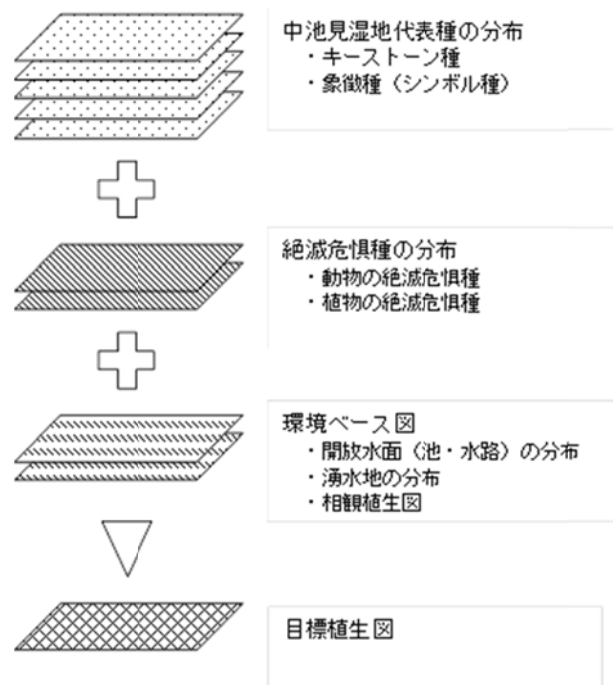 中池見湿地代表種の分布
・キーストーン種
・象徴種（シンボル種）
絶滅危惧種の分布
・動物の絶滅危惧種
・植物の絶滅危惧種
環境ベース図
・開放水面（池・水路）の分布
・湧水地の分布
・相観植生図
目標植生図